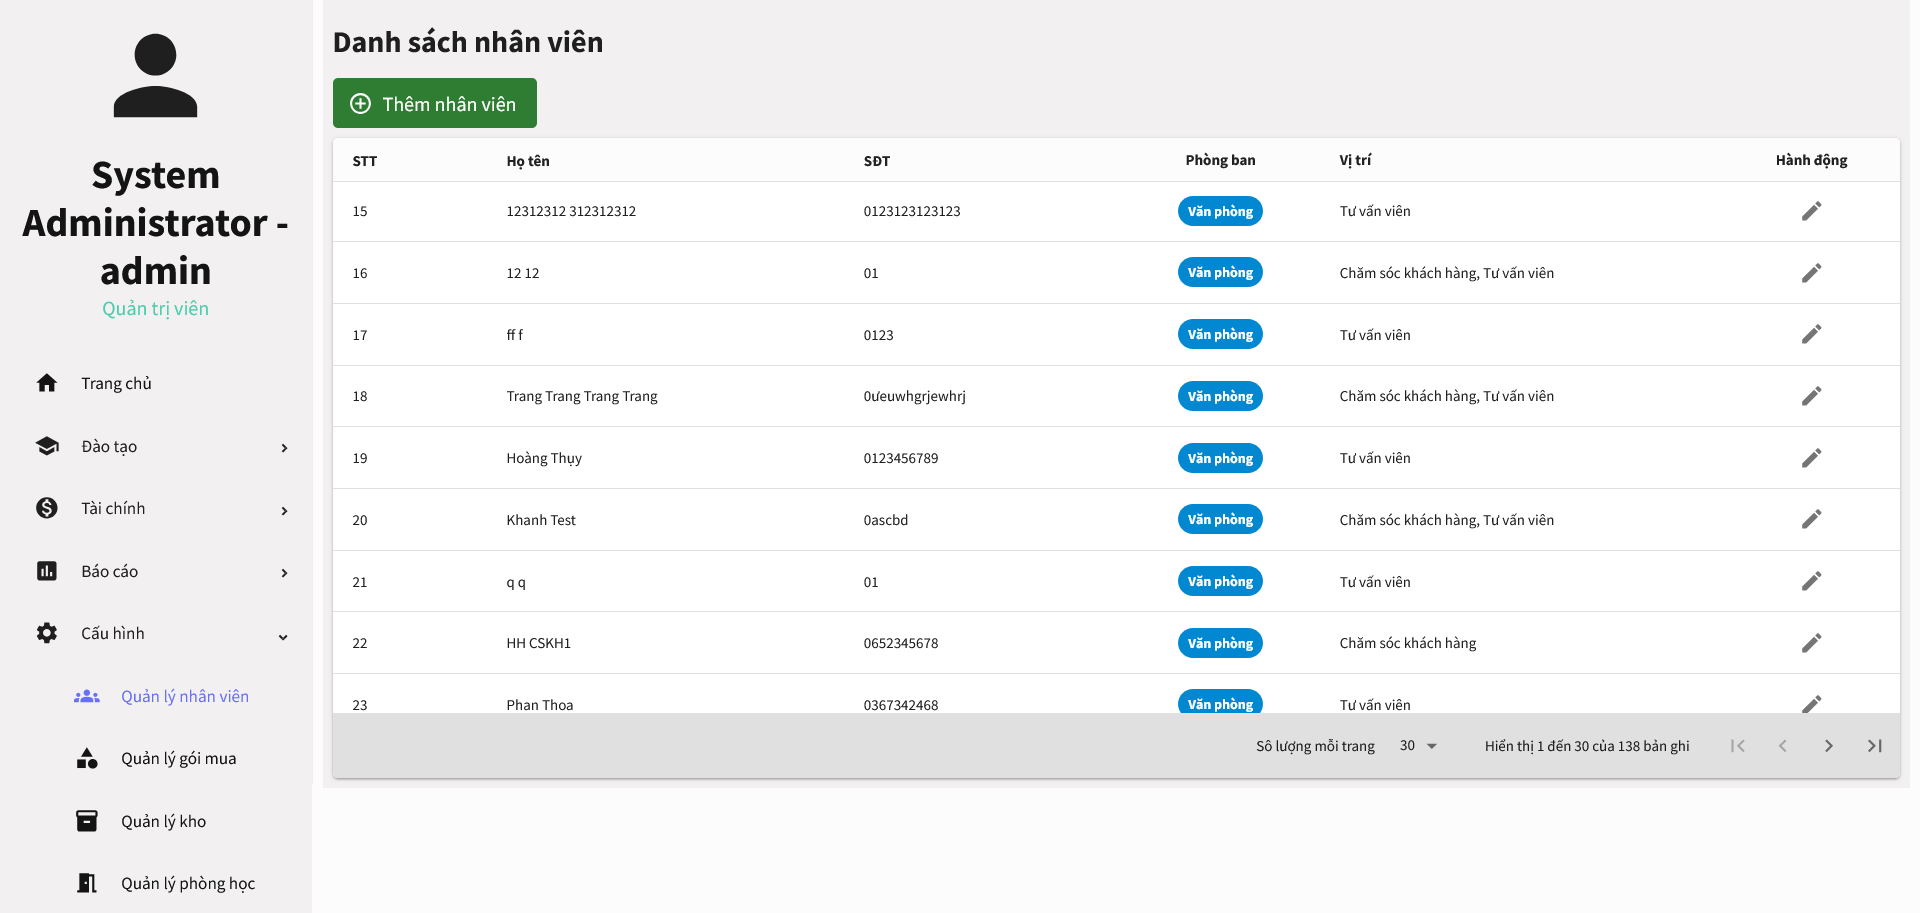 System
Administrator -
admin
Quản trị viên
Trang chủ
Đào tạo
Tài chính
Báo cáo
Cấu hình
Quản lý nhân viên
Quản lý gói mua
Quản lý kho
Quản lý phòng học
Danh sách nhân viên
Thêm nhân viên
STT Họ tên SĐT Phòng ban Vị trí Hành động
15 12312312 312312312 0123123123123 Văn phòng Tư vấn viên
16 12 12 01 Văn phòng Chăm sóc khách hàng, Tư vấn viên
17 ff f 0123 Văn phòng Tư vấn viên
18 Trang Trang Trang Trang 0ưeuwhgrjewhrj Văn phòng Chăm sóc khách hàng, Tư vấn viên
19 Hoàng Thụy 0123456789 Văn phòng Tư vấn viên
20 Khanh Test 0ascbd Văn phòng Chăm sóc khách hàng, Tư vấn viên
21 q q 01 Văn phòng Tư vấn viên
22 HH CSKH1 0652345678 Văn phòng Chăm sóc khách hàng
23 Phan Thoa 0367342468 Văn phòng Tư vấn viên
Số lượng mỗi trang 30 Hiển thị 1 đến 30 của 138 bản ghi